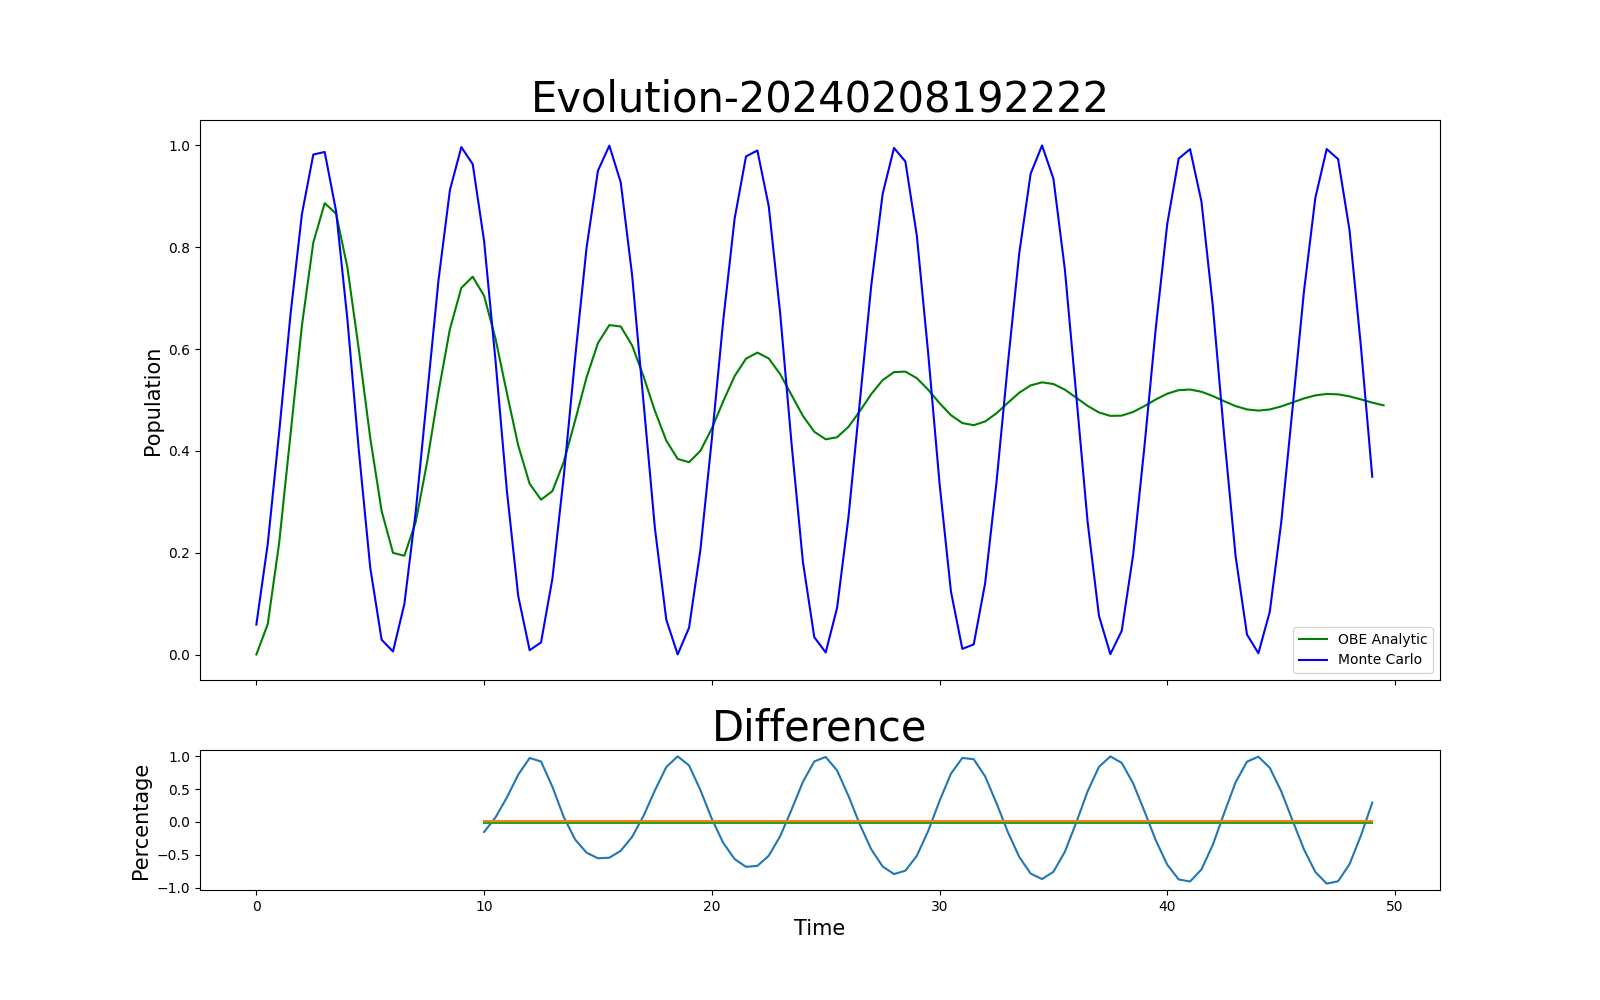 Evolution-20240208192222
1.0
0.8
0.6
0.4
0.2
0.0
Population
OBE Analytic
Monte Carlo
Difference
1.0
0.5
0.0
−0.5
−1.0
Percentage
0 10 20 30 40 50
Time